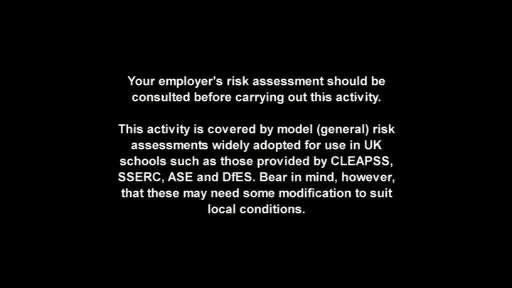 Your employer's risk assessment should be
consulted before carrying out this activity.
This activity is covered by model (general) risk
assessments widely adopted for use in UK
schools such as those provided by CLEAPSS,
SSERC, ASE and DfES. Bear in mind, however,
that these may need some modification to suit
local conditions.